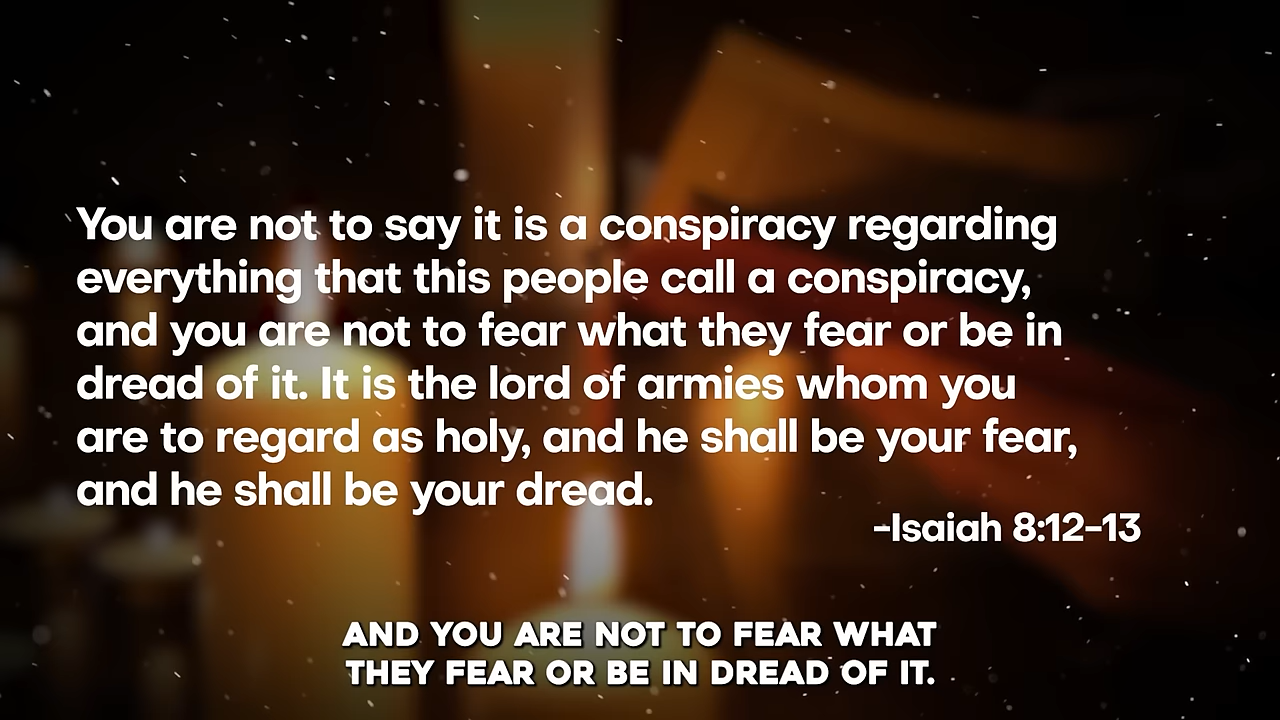 You are not to say it is a conspiracy regarding
everything that this people call a conspiracy,
and you are not to fear what they fear or be in
dread of it. It is the lord of armies whom you
are to regard as holy, and he shall be your fear,
and he shall be your dread.
-Isaiah 8:12-13
AND YOU ARE NOT TO FEAR WHAT
THEY FEAR OR BE IN DREAD OF IT.